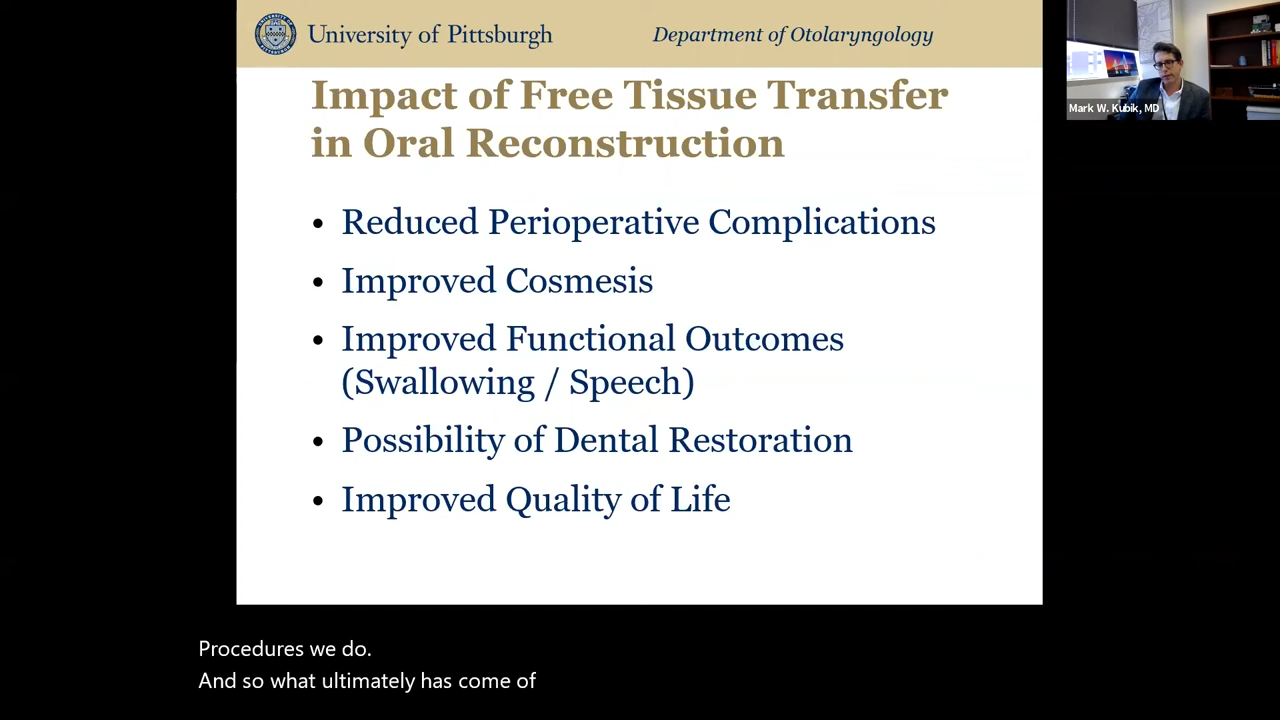 University of Pittsburgh
Department of Otolaryngology
Mark W. Kubik, MD
Impact of Free Tissue Transfer
in Oral Reconstruction
• Reduced Perioperative Complications
• Improved Cosmesis
• Improved Functional Outcomes
(Swallowing / Speech)
• Possibility of Dental Restoration
• Improved Quality of Life
Procedures we do.
And so what ultimately has come of